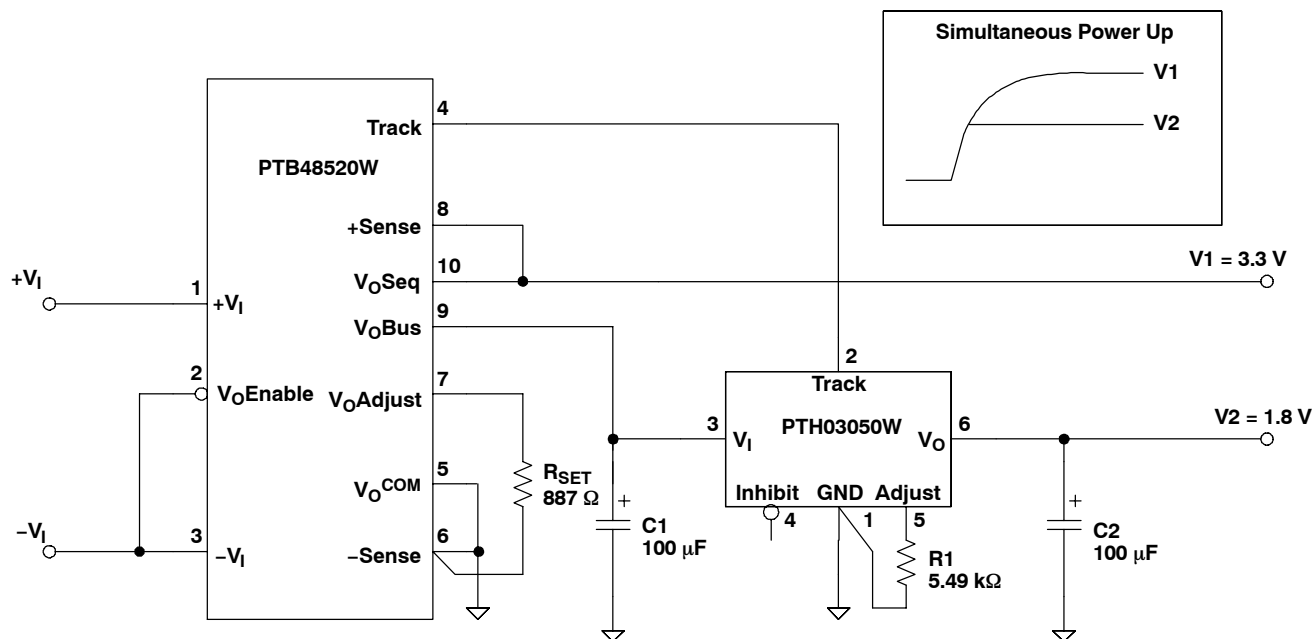 Simultaneous Power Up
V1
V2
PTB48520W
Track
4
+Sense
8
VOSeq
10
VOBus
9
VOAdjust
7
VOCOM
5
−Sense
6
+VI
1
+VI
2
VOEnable
−VI
3
−VI
RSET
887 Ω
+
C1
100 µF
V1 = 3.3 V
2
Track
PTH03050W
3
VI
VO
6
Inhibit
GND
Adjust
4
1
5
R1
5.49 kΩ
V2 = 1.8 V
+
C2
100 µF